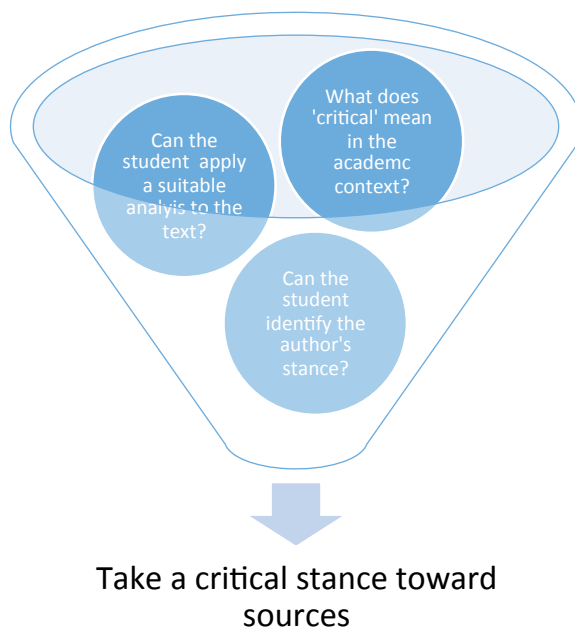 What does
'critical' mean
in the
academc
context?
Can the
student apply
a suitable
analyis to the
text?
Can the
student
identify the
author's
stance?
Take a critical stance toward
sources